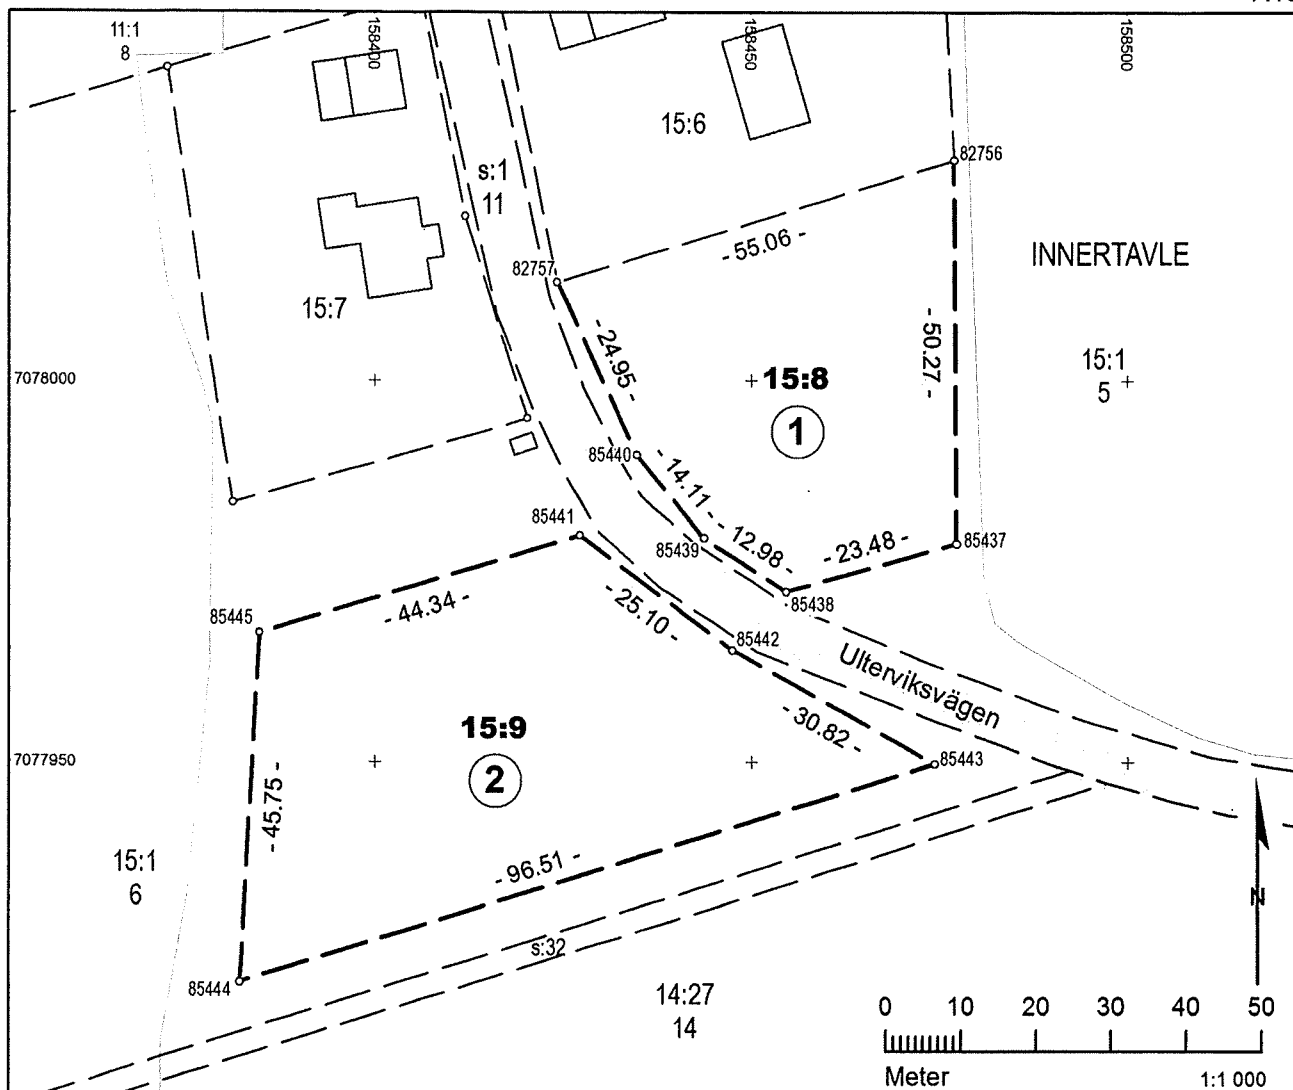 11:1
8
158400
158450
158500
15:6
s:1
11
82756
- 55.06 -
INNERTAVLE
82757
15:7
- 24.95 -
- 50.27 -
15:1
5
7078000
15:8
1
85440
- 14.11 -
85441
85439
- 12.98 -
- 23.48 -
85437
85438
85445
- 44.34 -
- 25.10 -
85442
Ulterviksvägen
15:9
2
- 30.82 -
7077950
85443
- 45.75 -
15:1
6
- 96.51 -
N
s:32
85444
14:27
14
0 10 20 30 40 50
Meter
1:1 000